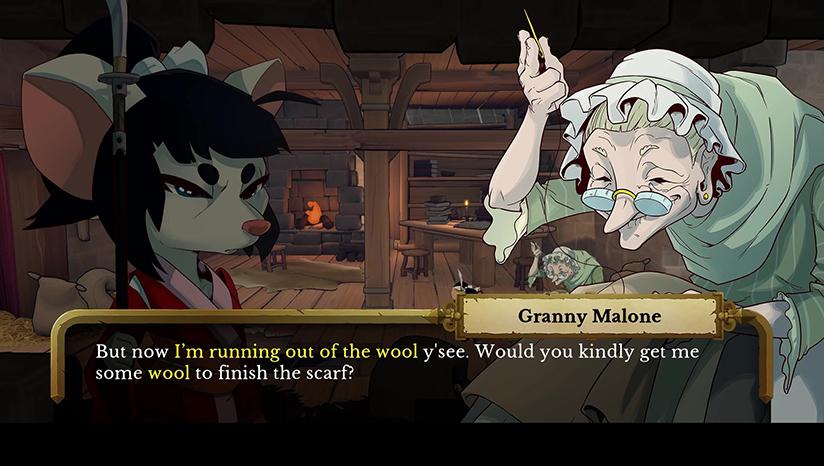 Granny Malone
But now I'm running out of the wool y'see. Would you kindly get me
some wool to finish the scarf?